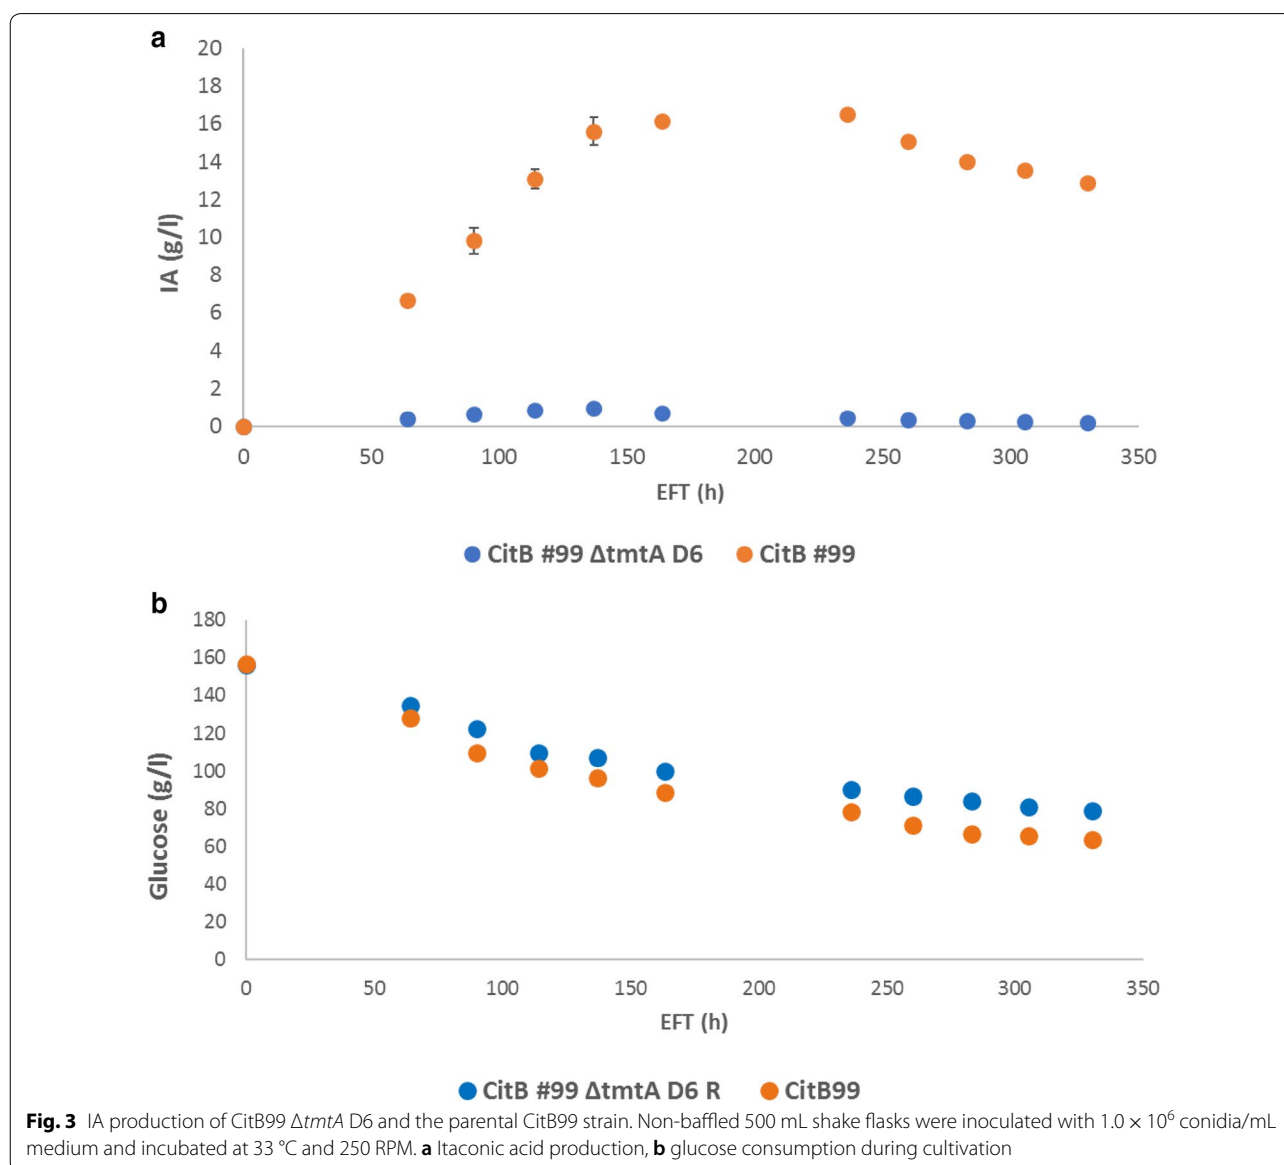 a
20
18
16
14
12
10
8
6
4
2
0
IA (g/l)
0 50 100 150 200 250 300 350
EFT (h)
CitB #99 ΔtmtA D6 CitB #99
b
180
160
140
120
100
80
60
40
20
0
Glucose (g/l)
0 50 100 150 200 250 300 350
EFT (h)
CitB #99 ΔtmtA D6 R CitB99
Fig. 3 IA production of CitB99 ΔtmtA D6 and the parental CitB99 strain. Non-baffled 500 mL shake flasks were inoculated with 1.0 × 10⁶ conidia/mL
medium and incubated at 33 °C and 250 RPM. a Itaconic acid production, b glucose consumption during cultivation